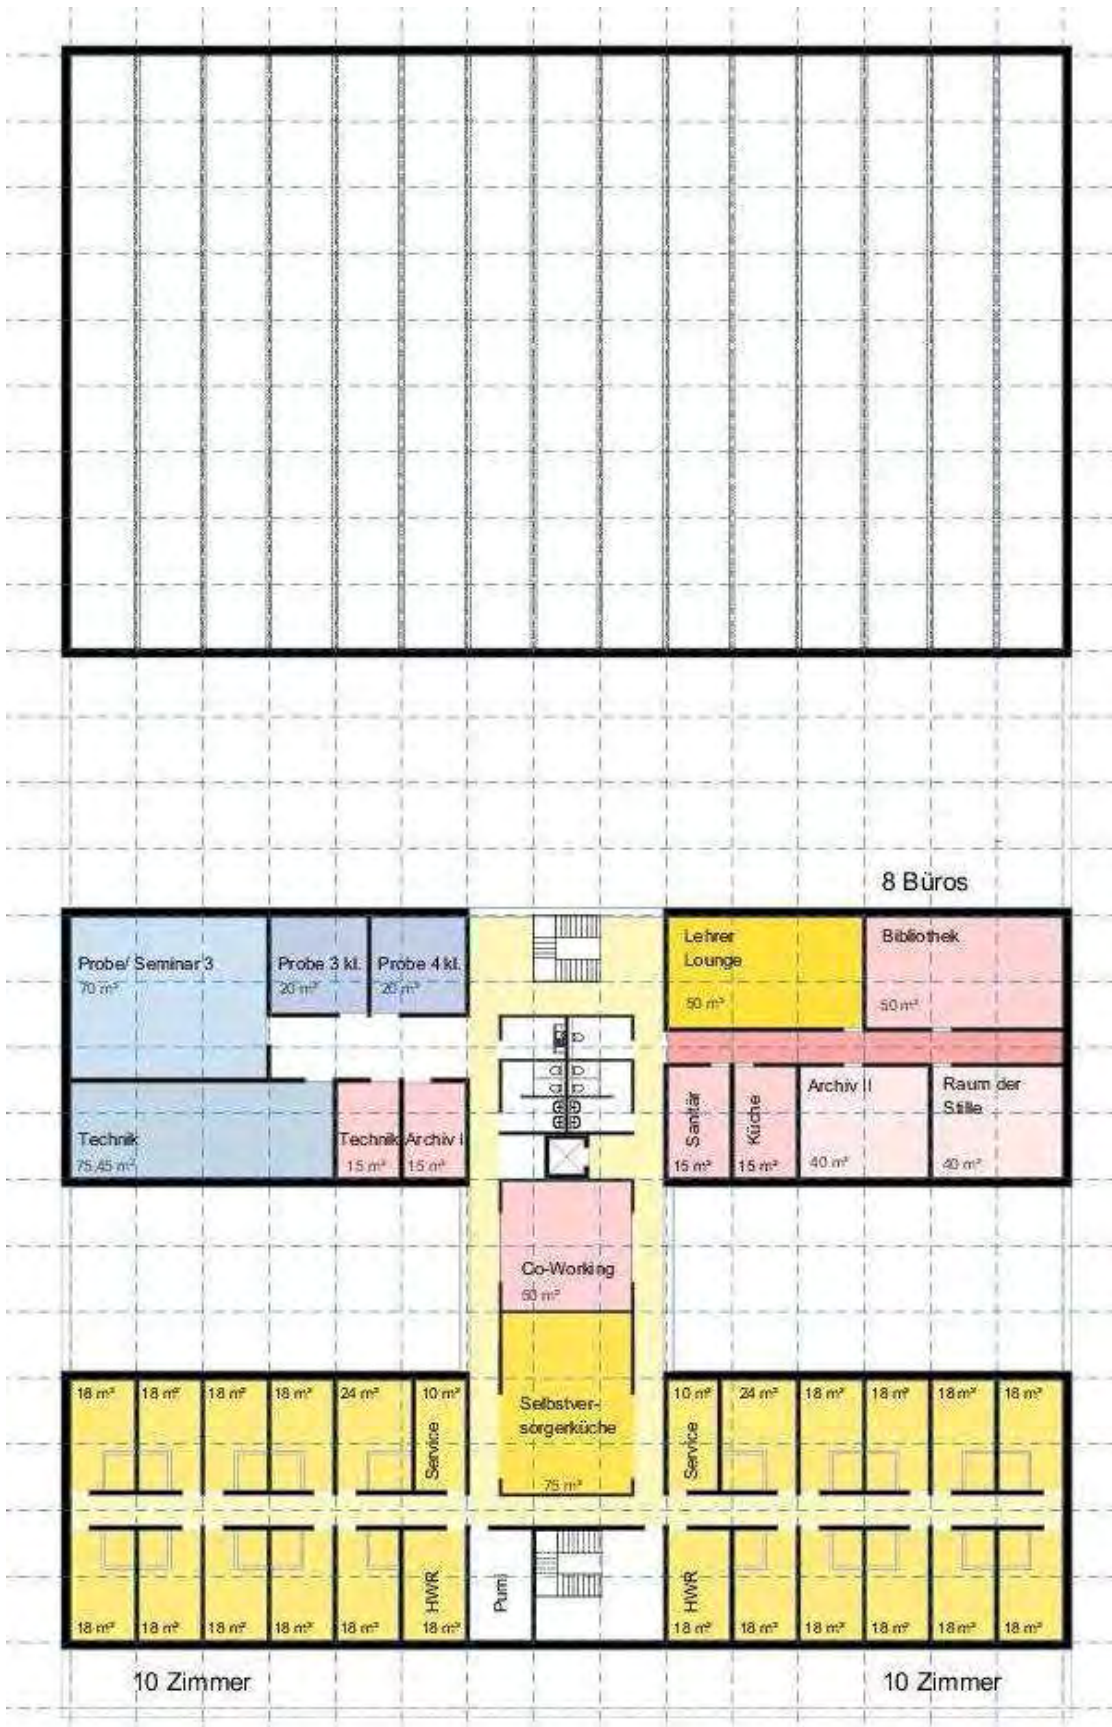 8 Büros
Probe/ Seminar 3
70 m²
Probe 3 kl.
20 m²
Probe 4 kl.
20 m²
Lehrer
Lounge
50 m²
Bibliothek
50 m²
Technik
75,45 m²
Technik
15 m²
Archiv I
15 m²
Sanitär
15 m²
Küche
15 m²
Archiv II
40 m²
Raum der
Stille
40 m²
Co-Working
50 m²
Selbstver-
sorgerküche
75 m²
18 m²
18 m²
18 m²
18 m²
24 m²
10 m²
Service
10 m²
Service
24 m²
18 m²
18 m²
18 m²
18 m²
18 m²
18 m²
18 m²
18 m²
18 m²
HWR
18 m²
Pumi
HWR
18 m²
18 m²
18 m²
18 m²
18 m²
18 m²
10 Zimmer
10 Zimmer